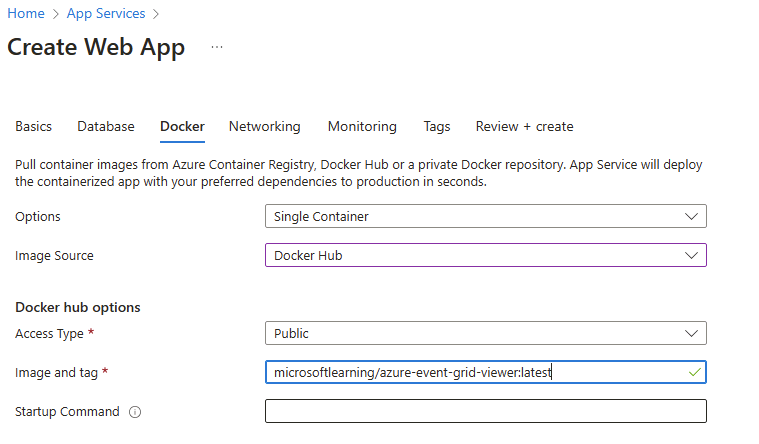 Home > App Services >
Create Web App ...
Basics Database Docker Networking Monitoring Tags Review + create
Pull container images from Azure Container Registry, Docker Hub or a private Docker repository. App Service will deploy
the containerized app with your preferred dependencies to production in seconds.
Options Single Container
Image Source Docker Hub
Docker hub options
Access Type * Public
Image and tag * microsoftlearning/azure-event-grid-viewer:latest
Startup Command